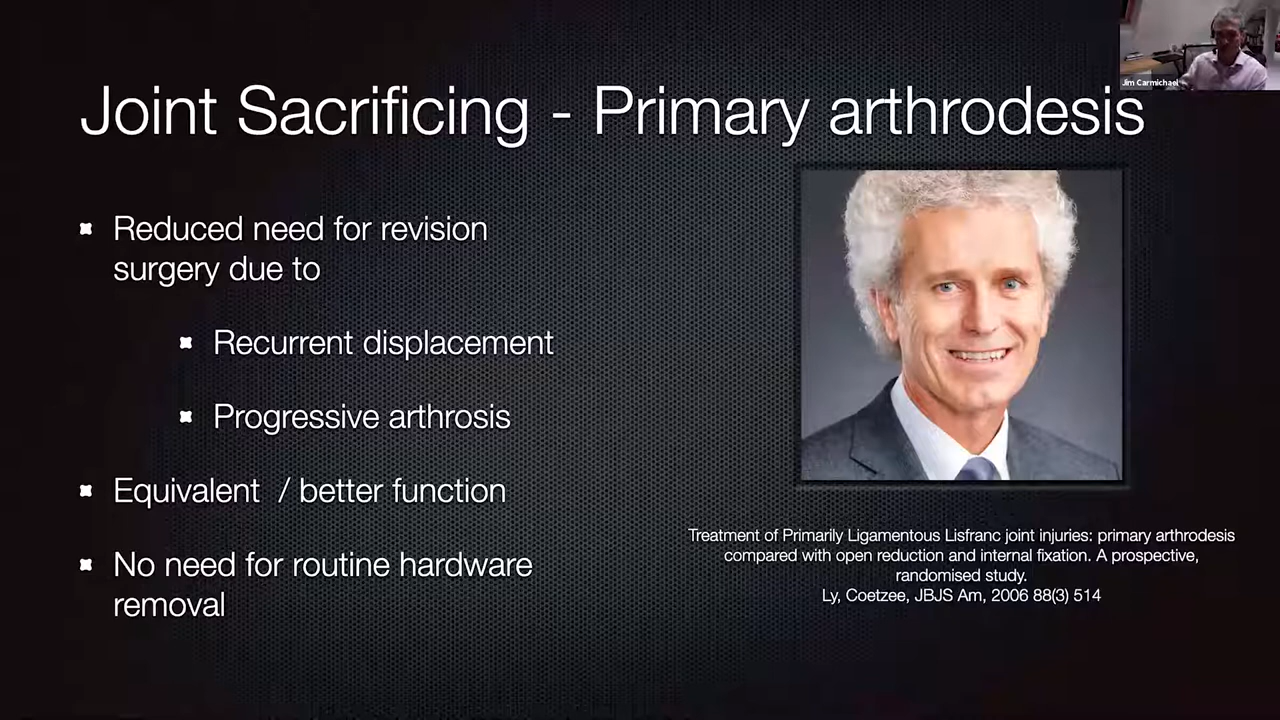 Jim Carmichael
Joint Sacrificing - Primary arthrodesis
Reduced need for revision
surgery due to
Recurrent displacement
Progressive arthrosis
Equivalent / better function
No need for routine hardware
removal
Treatment of Primarily Ligamentous Lisfranc joint injuries: primary arthrodesis
compared with open reduction and internal fixation. A prospective,
randomised study.
Ly, Coetzee, JBJS Am, 2006 88(3) 514